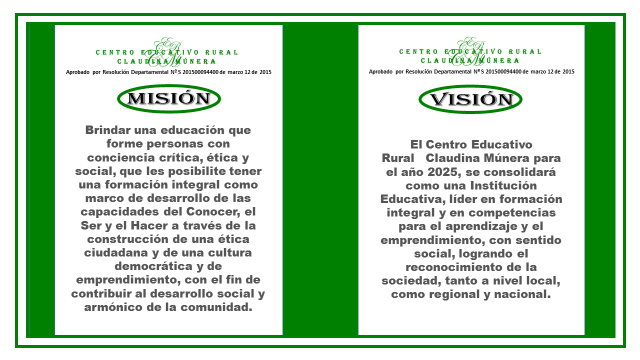 CENTRO EDUCATIVO RURAL
CLAUDINA MÚNERA
Aprobado por Resolución Departamental Nº S 201500094400 de marzo 12 de 2015
MISIÓN
Brindar una educación que
forme personas con
conciencia crítica, ética y
social, que les posibilite tener
una formación integral como
marco de desarrollo de las
capacidades del Conocer, el
Ser y el Hacer a través de la
construcción de una ética
ciudadana y de una cultura
democrática y de
emprendimiento, con el fin de
contribuir al desarrollo social y
armónico de la comunidad.
CENTRO EDUCATIVO RURAL
CLAUDINA MÚNERA
Aprobado por Resolución Departamental Nº S 201500094400 de marzo 12 de 2015
VISIÓN
El Centro Educativo
Rural Claudina Múnera para
el año 2025, se consolidará
como una Institución
Educativa, líder en formación
integral y en competencias
para el aprendizaje y el
emprendimiento, con sentido
social, logrando el
reconocimiento de la
sociedad, tanto a nivel local,
como regional y nacional.